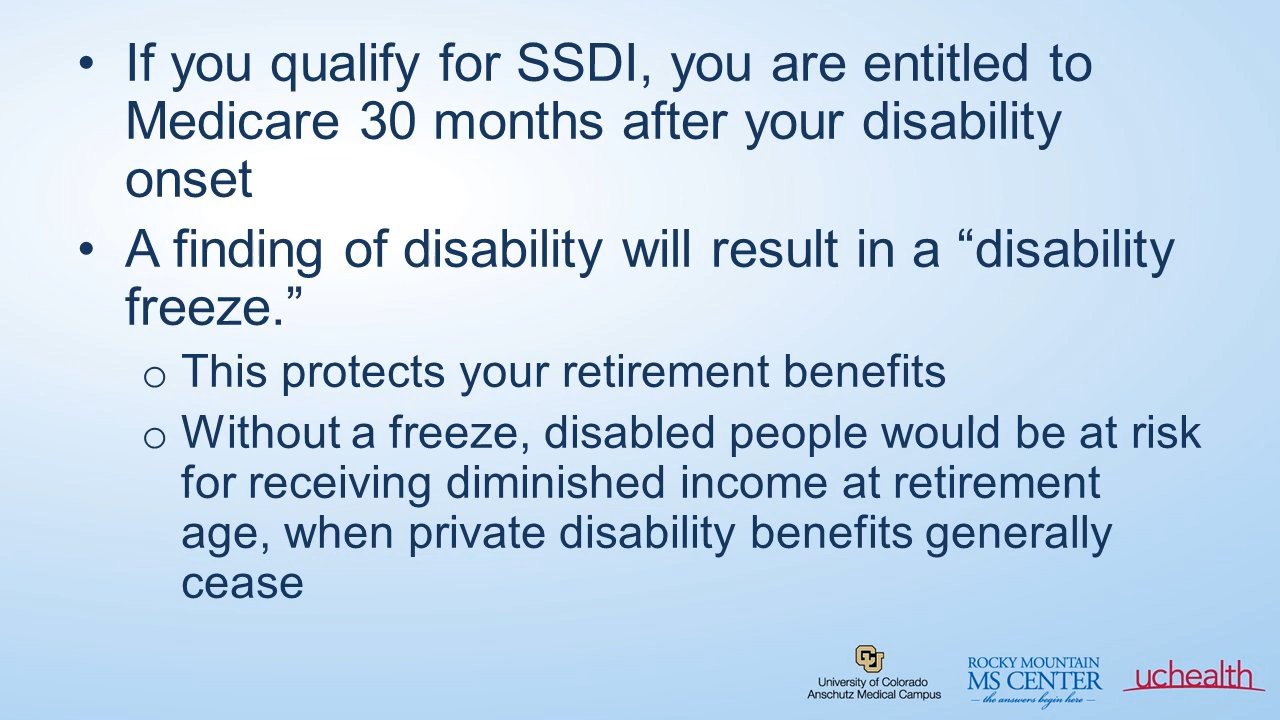 • If you qualify for SSDI, you are entitled to
Medicare 30 months after your disability
onset
• A finding of disability will result in a “disability
freeze.”
o This protects your retirement benefits
o Without a freeze, disabled people would be at risk
for receiving diminished income at retirement
age, when private disability benefits generally
cease
CU
University of Colorado
Anschutz Medical Campus
ROCKY MOUNTAIN
MS CENTER
— the answers begin here —
uchealth